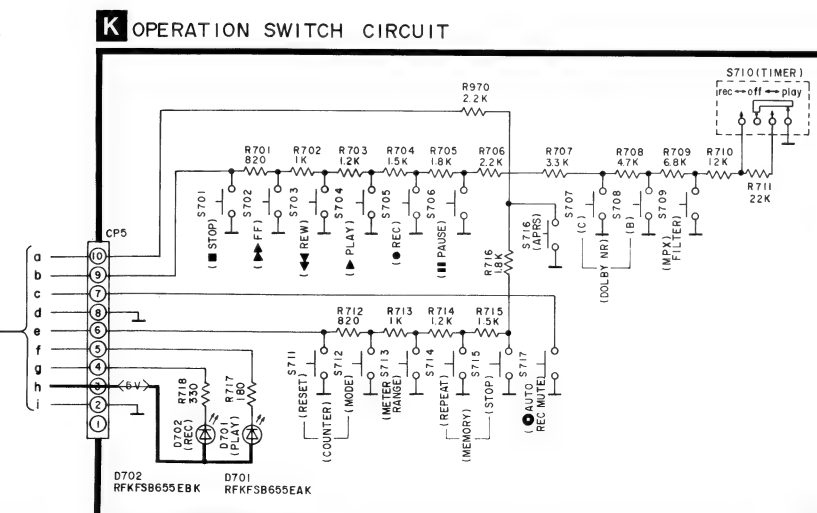 K OPERATION SWITCH CIRCUIT
S710(TIMER)
rec ↔ off ↔ play
R970
2.2K
R701
820
R702
1K
R703
1.2K
R704
1.5K
R705
1.8K
R706
2.2K
R707
3.3K
R708
4.7K
R709
6.8K
R710
12K
R711
22K
S701
(■ STOP)
S702
(▲▲ FF)
S703
(◀◀ REW)
S704
(▲ PLAY)
S705
(● REC)
S706
(▮▮ PAUSE)
S716
(APRS)
S707
(C)
S708
(B)
(DOLBY NR)
S709
(MPX)
FILTER)
R716
1.8K
CP5
a
10
b
9
c
7
d
8
e
6
f
5
g
4
h
3
<5V>
i
2
1
R712
820
R713
1K
R714
1.2K
R715
1.5K
S711
(RESET)
S712
(MODE)
(COUNTER)
S713
(METER
RANGE)
S714
(REPEAT)
S715
(STOP)
(MEMORY)
S717
(AUTO
REC MUTE)
R718
330
R717
180
D702
(REC)
D701
(PLAY)
D702
RFKFSB655EBK
D701
RFKFSB655EAK